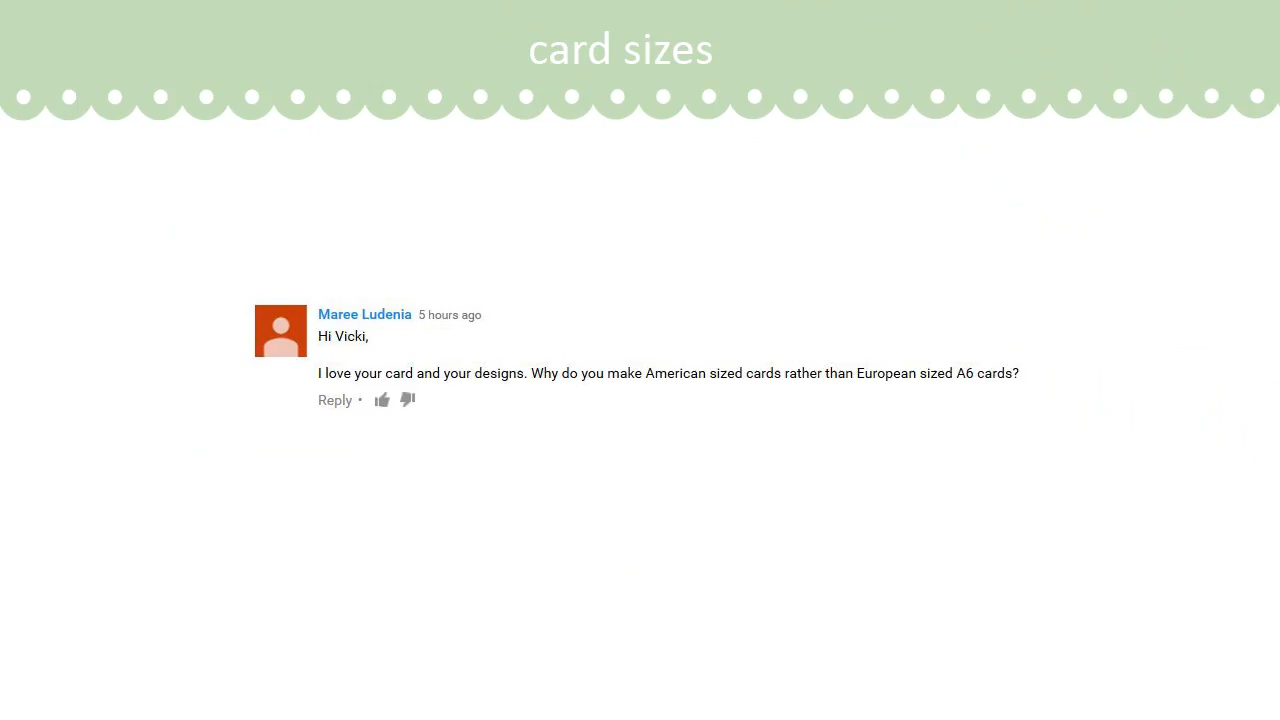 card sizes
Maree Ludenia 5 hours ago
Hi Vicki,
I love your card and your designs. Why do you make American sized cards rather than European sized A6 cards?
Reply •